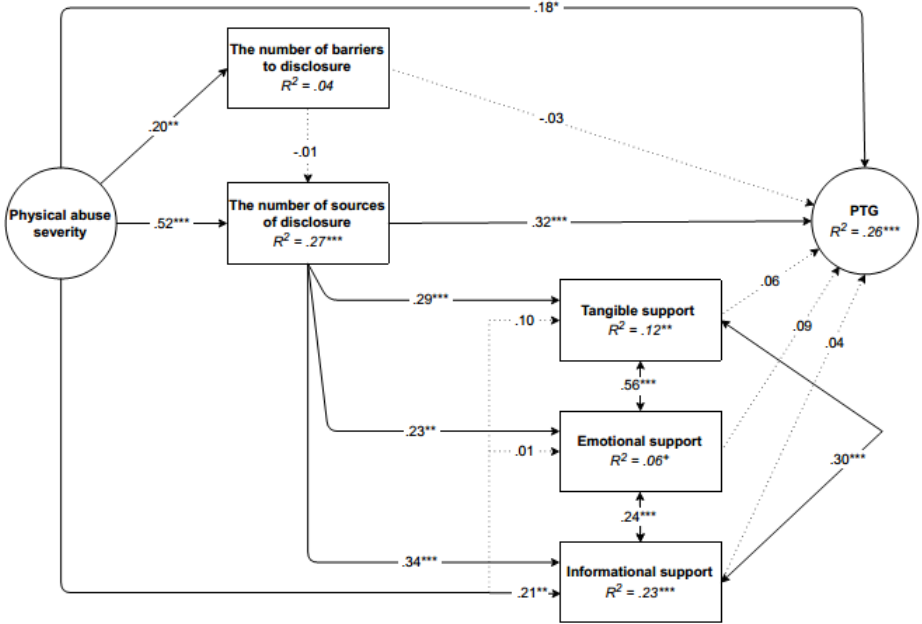 .18*
The number of barriers
to disclosure
R² = .04
.20**
-.03
-.01
Physical abuse
severity
.52***
The number of sources
of disclosure
R² = .27***
.32***
PTG
R² = .26***
.29***
.10
Tangible support
R² = .12**
.06
.09
.04
.56***
.23**
.01
Emotional support
R² = .06*
.30***
.24***
.34***
.21**
Informational support
R² = .23***